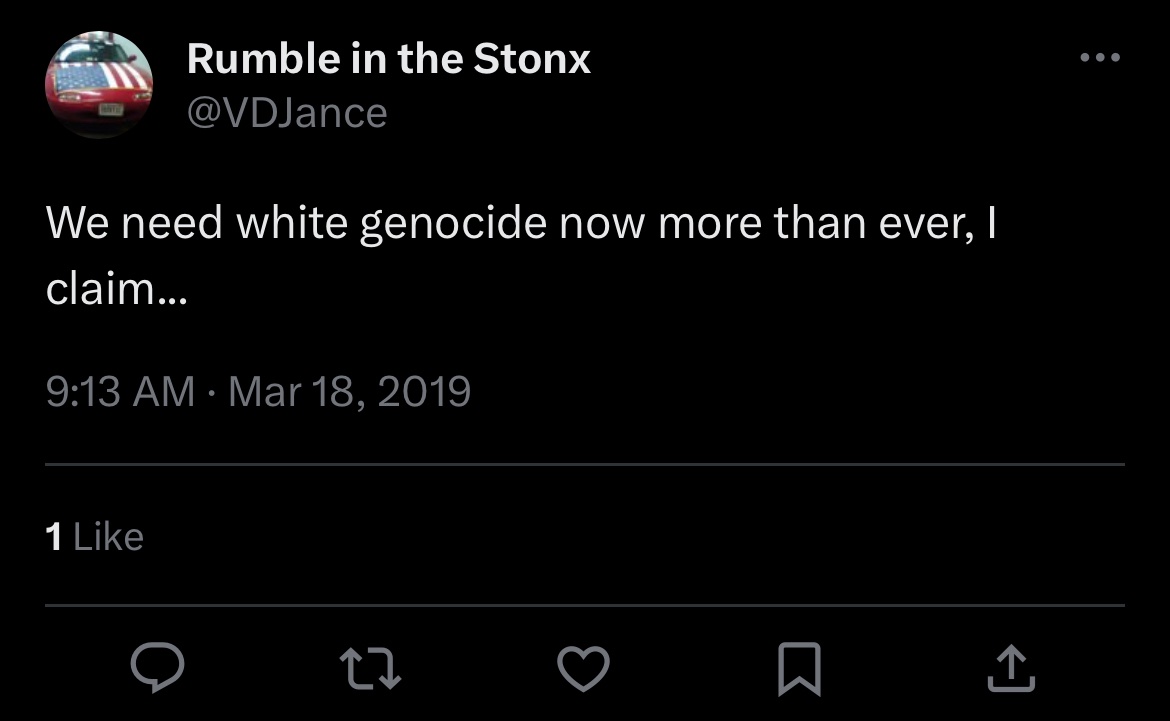 Rumble in the Stonx
@VDJance
We need white genocide now more than ever, I
claim...
9:13 AM · Mar 18, 2019
1 Like